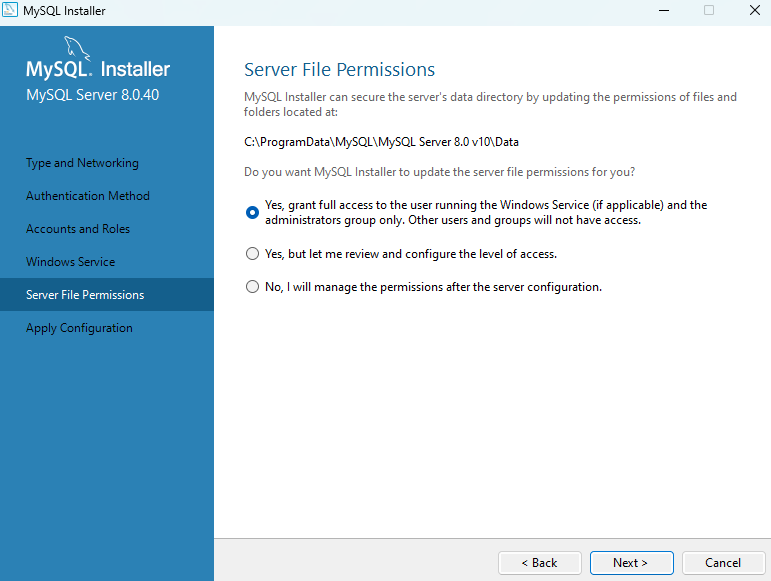 MySQL Installer
MySQL. Installer
MySQL Server 8.0.40
Type and Networking
Authentication Method
Accounts and Roles
Windows Service
Server File Permissions
Apply Configuration
Server File Permissions
MySQL Installer can secure the server's data directory by updating the permissions of files and
folders located at:
C:\ProgramData\MySQL\MySQL Server 8.0 v10\Data
Do you want MySQL Installer to update the server file permissions for you?
Yes, grant full access to the user running the Windows Service (if applicable) and the
administrators group only. Other users and groups will not have access.
Yes, but let me review and configure the level of access.
No, I will manage the permissions after the server configuration.
< Back
Next >
Cancel